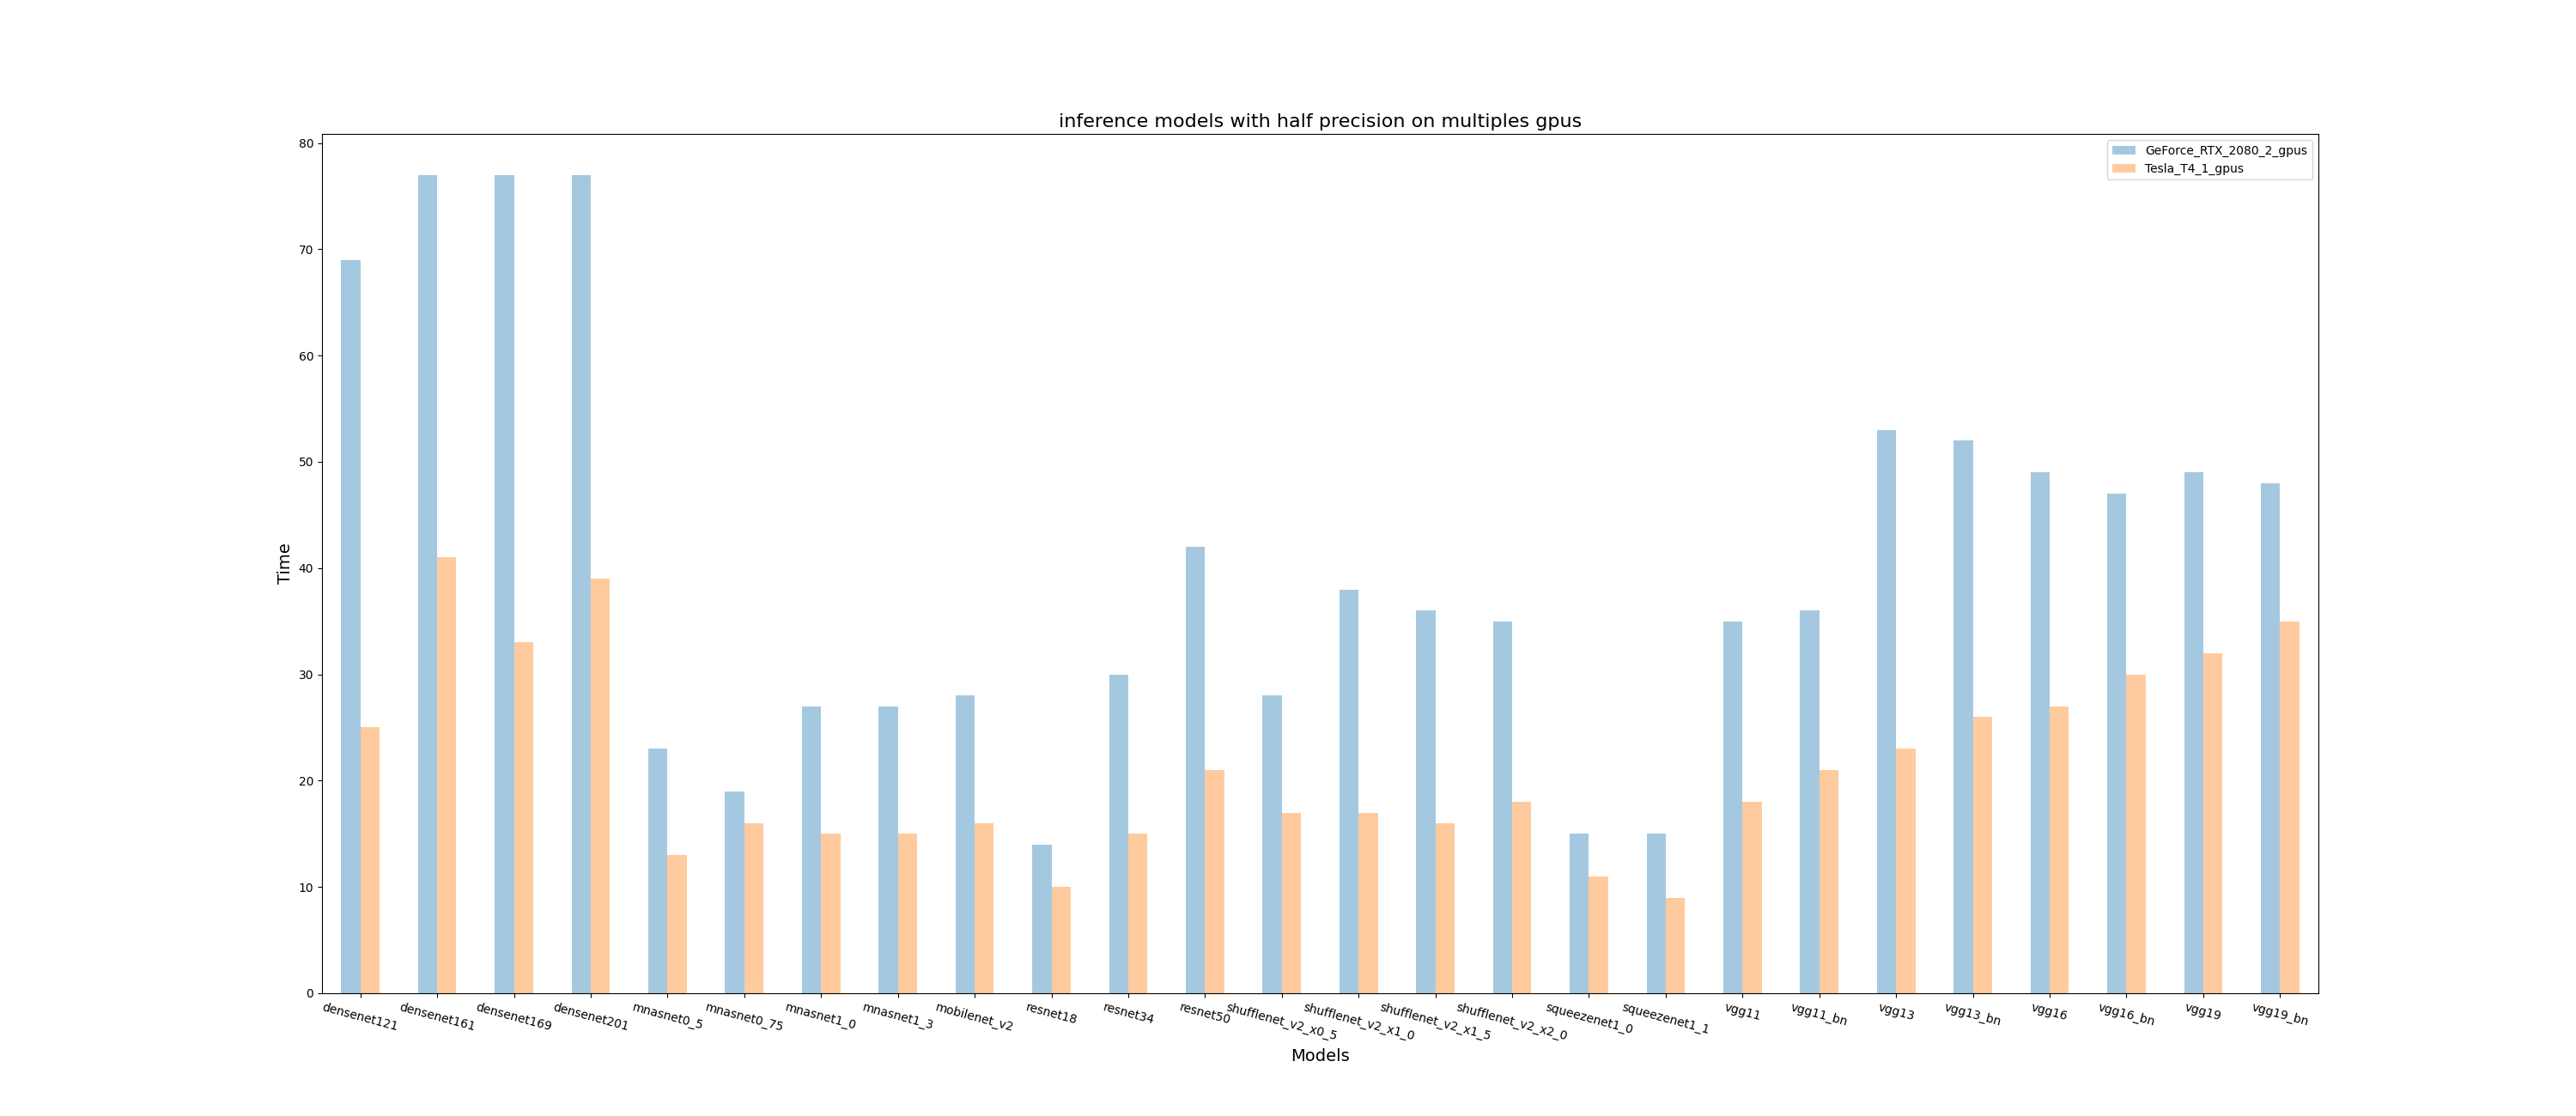 inference models with half precision on multiples gpus
GeForce_RTX_2080_2_gpus
Tesla_T4_1_gpus
80
70
60
50
40
30
20
10
0
Time
densenet121
densenet161
densenet169
densenet201
mnasnet0_5
mnasnet0_75
mnasnet1_0
mnasnet1_3
mobilenet_v2
resnet18
resnet34
resnet50
shufflenet_v2_x0_5
shufflenet_v2_x1_0
shufflenet_v2_x1_5
shufflenet_v2_x2_0
squeezenet1_0
squeezenet1_1
vgg11
vgg11_bn
vgg13
vgg13_bn
vgg16
vgg16_bn
vgg19
vgg19_bn
Models